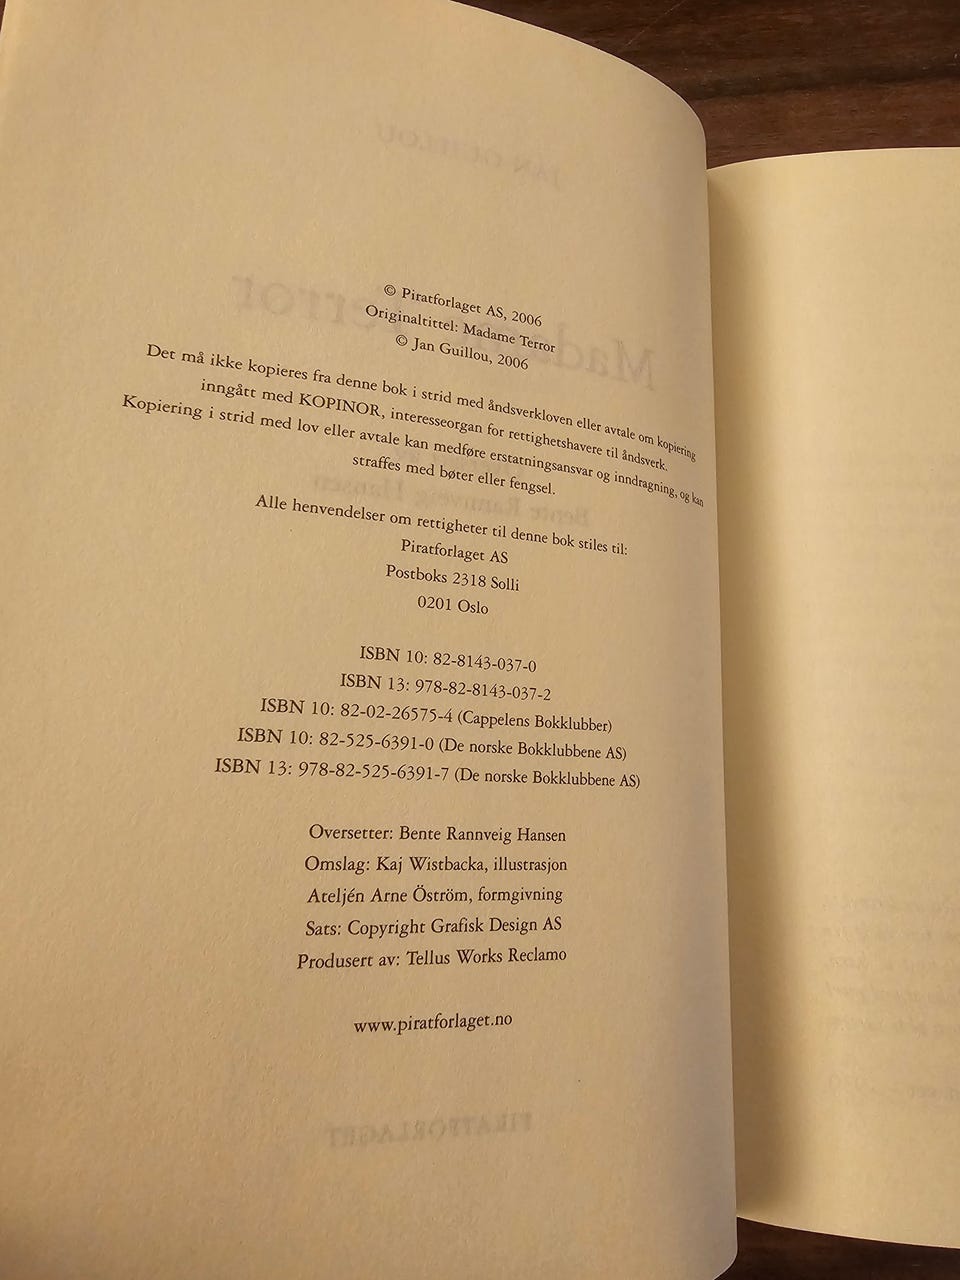 © Piratforlaget AS, 2006
Originaltittel: Madame Terror
© Jan Guillou, 2006
Det må ikke kopieres fra denne bok i strid med åndsverkloven eller avtale om kopiering
inngått med KOPINOR, interesseorgan for rettighetshavere til åndsverk.
Kopiering i strid med lov eller avtale kan medføre erstatningsansvar og inndragning, og kan
straffes med bøter eller fengsel.
Alle henvendelser om rettigheter til denne bok stiles til:
Piratforlaget AS
Postboks 2318 Solli
0201 Oslo
ISBN 10: 82-8143-037-0
ISBN 13: 978-82-8143-037-2
ISBN 10: 82-02-26575-4 (Cappelens Bokklubber)
ISBN 10: 82-525-6391-0 (De norske Bokklubbene AS)
ISBN 13: 978-82-525-6391-7 (De norske Bokklubbene AS)
Oversetter: Bente Rannveig Hansen
Omslag: Kaj Wistbacka, illustrasjon
Ateljén Arne Öström, formgivning
Sats: Copyright Grafisk Design AS
Produsert av: Tellus Works Reclamo
www.piratforlaget.no